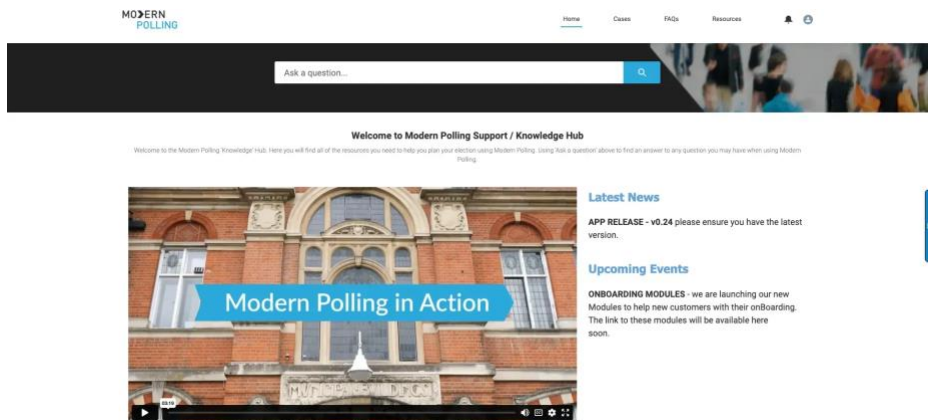 MODERN
POLLING
Home Cases FAQs Resources
Ask a question...
Welcome to Modern Polling Support / Knowledge Hub
Welcome to the Modern Polling 'Knowledge' Hub. Here you will find all of the resources you need to help you plan your election using Modern Polling. Using 'Ask a question' above to find an answer to any question you may have when using Modern
Polling.
Latest News
APP RELEASE - v0.24 please ensure you have the latest
version.
Upcoming Events
ONBOARDING MODULES - we are launching our new
Modules to help new customers with their onBoarding.
The link to these modules will be available here
soon.
Modern Polling in Action
MUNICIPAL BUILDINGS
03:19